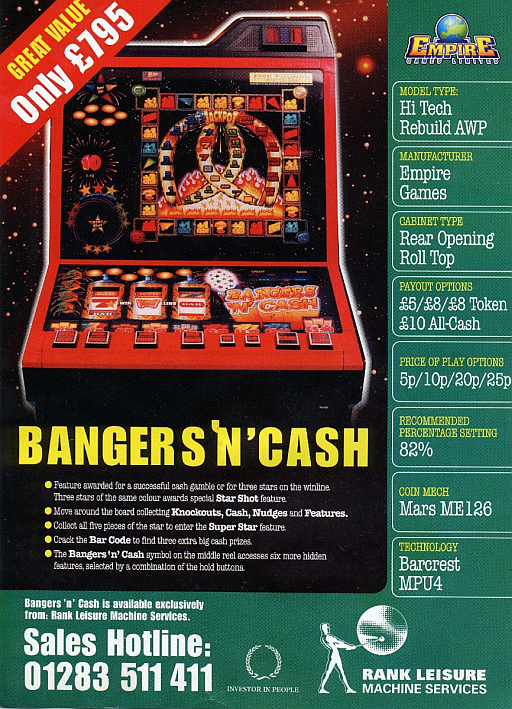 GREAT VALUE
Only £795
EMPIRE
MODEL TYPE:
Hi Tech
Rebuild AWP
MANUFACTURER
Empire
Games
CABINET TYPE
Rear Opening
Roll Top
PAYOUT OPTIONS
£5/£8/£8 Token
£10 All-Cash
PRICE OF PLAY OPTIONS
5p/10p/20p/25p
RECOMMENDED
PERCENTAGE SETTING
82%
COIN MECH
Mars ME126
TECHNOLOGY
Barcrest
MPU4
JACKPOT
BAR
WIN
LINE
BAR
BANGERS
'N' CASH
BANGERS 'N' CASH
Feature awarded for a successful cash gamble or for three stars on the winline.
Three stars of the same colour awards special Star Shot feature.
Move around the board collecting Knockouts, Cash, Nudges and Features.
Collect all five pieces of the star to enter the Super Star feature.
Crack the Bar Code to find three extra big cash prizes.
The Bangers 'n' Cash symbol on the middle reel accesses six more hidden
features, selected by a combination of the hold buttons.
Bangers 'n' Cash is available exclusively
from: Rank Leisure Machine Services.
Sales Hotline:
01283 511 411
INVESTOR IN PEOPLE
RANK LEISURE
MACHINE SERVICES